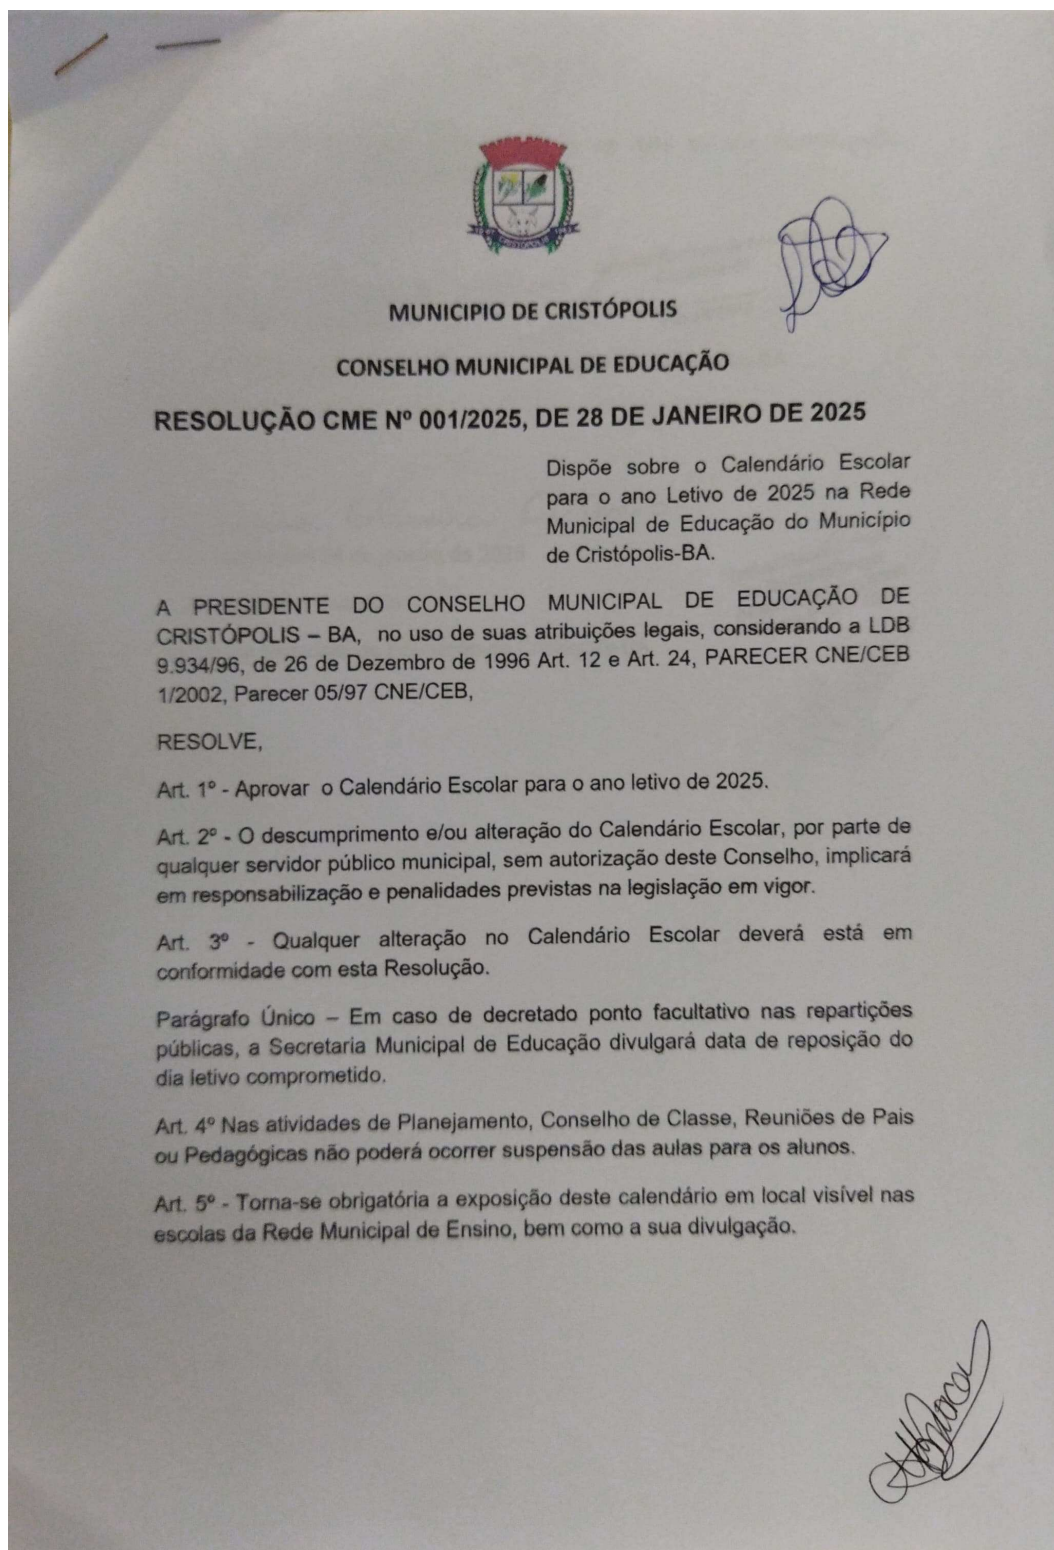 CRISTÓPOLIS
MUNICIPIO DE CRISTÓPOLIS
CONSELHO MUNICIPAL DE EDUCAÇÃO
RESOLUÇÃO CME Nº 001/2025, DE 28 DE JANEIRO DE 2025
Dispõe sobre o Calendário Escolar
para o ano Letivo de 2025 na Rede
Municipal de Educação do Município
de Cristópolis-BA.
A PRESIDENTE DO CONSELHO MUNICIPAL DE EDUCAÇÃO DE
CRISTÓPOLIS – BA, no uso de suas atribuições legais, considerando a LDB
9.934/96, de 26 de Dezembro de 1996 Art. 12 e Art. 24, PARECER CNE/CEB
1/2002, Parecer 05/97 CNE/CEB,
RESOLVE,
Art. 1º - Aprovar o Calendário Escolar para o ano letivo de 2025.
Art. 2º - O descumprimento e/ou alteração do Calendário Escolar, por parte de
qualquer servidor público municipal, sem autorização deste Conselho, implicará
em responsabilização e penalidades previstas na legislação em vigor.
Art. 3º - Qualquer alteração no Calendário Escolar deverá está em
conformidade com esta Resolução.
Parágrafo Único – Em caso de decretado ponto facultativo nas repartições
públicas, a Secretaria Municipal de Educação divulgará data de reposição do
dia letivo comprometido.
Art. 4º Nas atividades de Planejamento, Conselho de Classe, Reuniões de Pais
ou Pedagógicas não poderá ocorrer suspensão das aulas para os alunos.
Art. 5º - Torna-se obrigatória a exposição deste calendário em local visível nas
escolas da Rede Municipal de Ensino, bem como a sua divulgação.